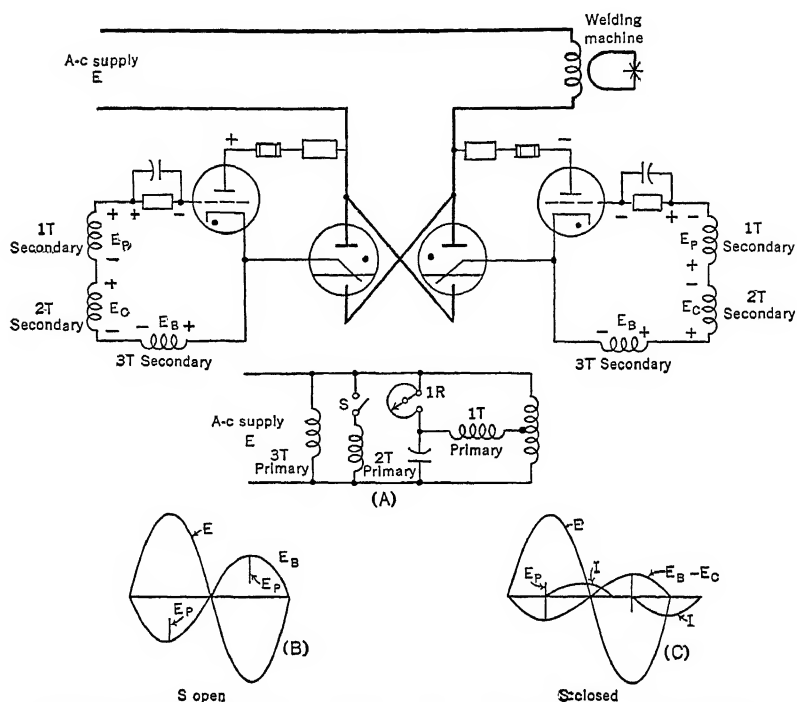 Welding
machine
A-c supply
E
+
−
1T
Secondary
+
+
−
E_P
−
2T
Secondary
+
E_C
−
−
E_B
+
3T Secondary
−
+
−
E_P
1T
Secondary
+
−
E_C
2T
Secondary
+
−
E_B
+
3T Secondary
A-c supply
E
3T
Primary
S
2T
Primary
1R
1T
Primary
(A)
E
E_B
E_P
E_P
(B)
S open
E
E_P
I
E_B − E_C
I
(C)
S closed